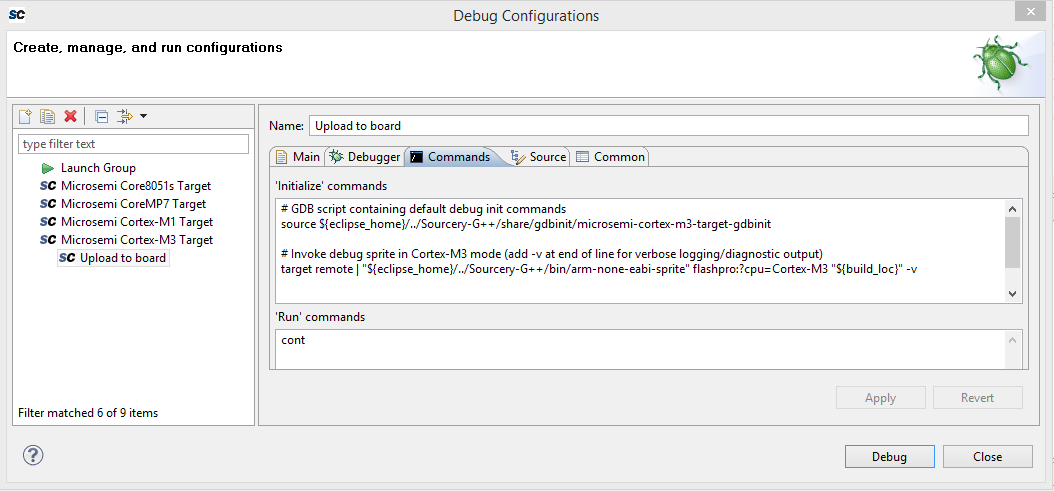 SC
Debug Configurations
Create, manage, and run configurations
type filter text
Launch Group
SC Microsemi Core8051s Target
SC Microsemi CoreMP7 Target
SC Microsemi Cortex-M1 Target
SC Microsemi Cortex-M3 Target
SC Upload to board
Filter matched 6 of 9 items
Name: Upload to board
Main Debugger Commands Source Common
'Initialize' commands
# GDB script containing default debug init commands
source ${eclipse_home}/../Sourcery-G++/share/gdbinit/microsemi-cortex-m3-target-gdbinit
# Invoke debug sprite in Cortex-M3 mode (add -v at end of line for verbose logging/diagnostic output)
target remote | "${eclipse_home}/../Sourcery-G++/bin/arm-none-eabi-sprite" flashpro:?cpu=Cortex-M3 "${build_loc}" -v
'Run' commands
cont
Apply Revert
? Debug Close